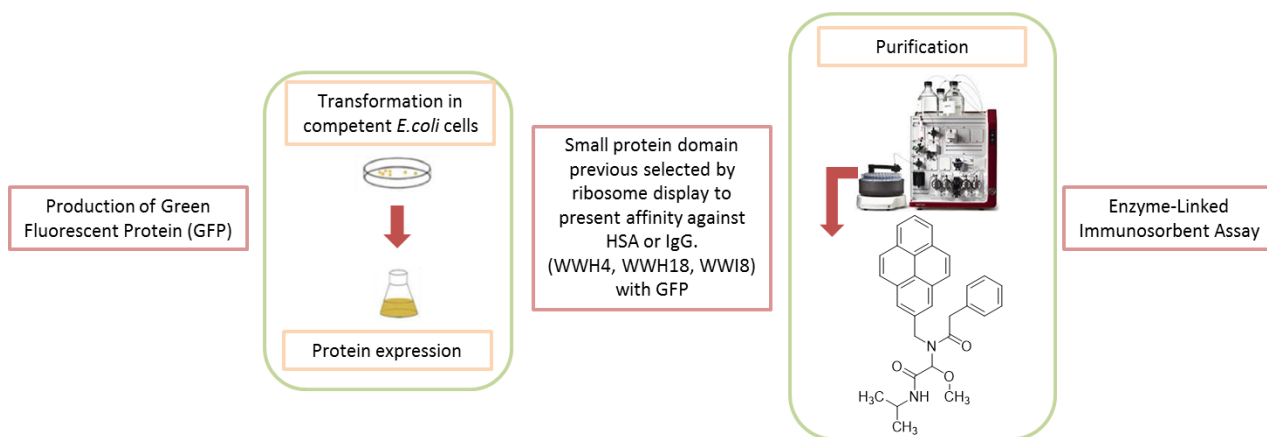 Production of Green
Fluorescent Protein (GFP)
Transformation in
competent E.coli cells
Protein expression
Small protein domain
previous selected by
ribosome display to
present affinity against
HSA or IgG.
(WWH4, WWH18, WWI8)
with GFP
Purification
N
O
O
O
H3C
NH
CH3
CH3
Enzyme-Linked
Immunosorbent Assay